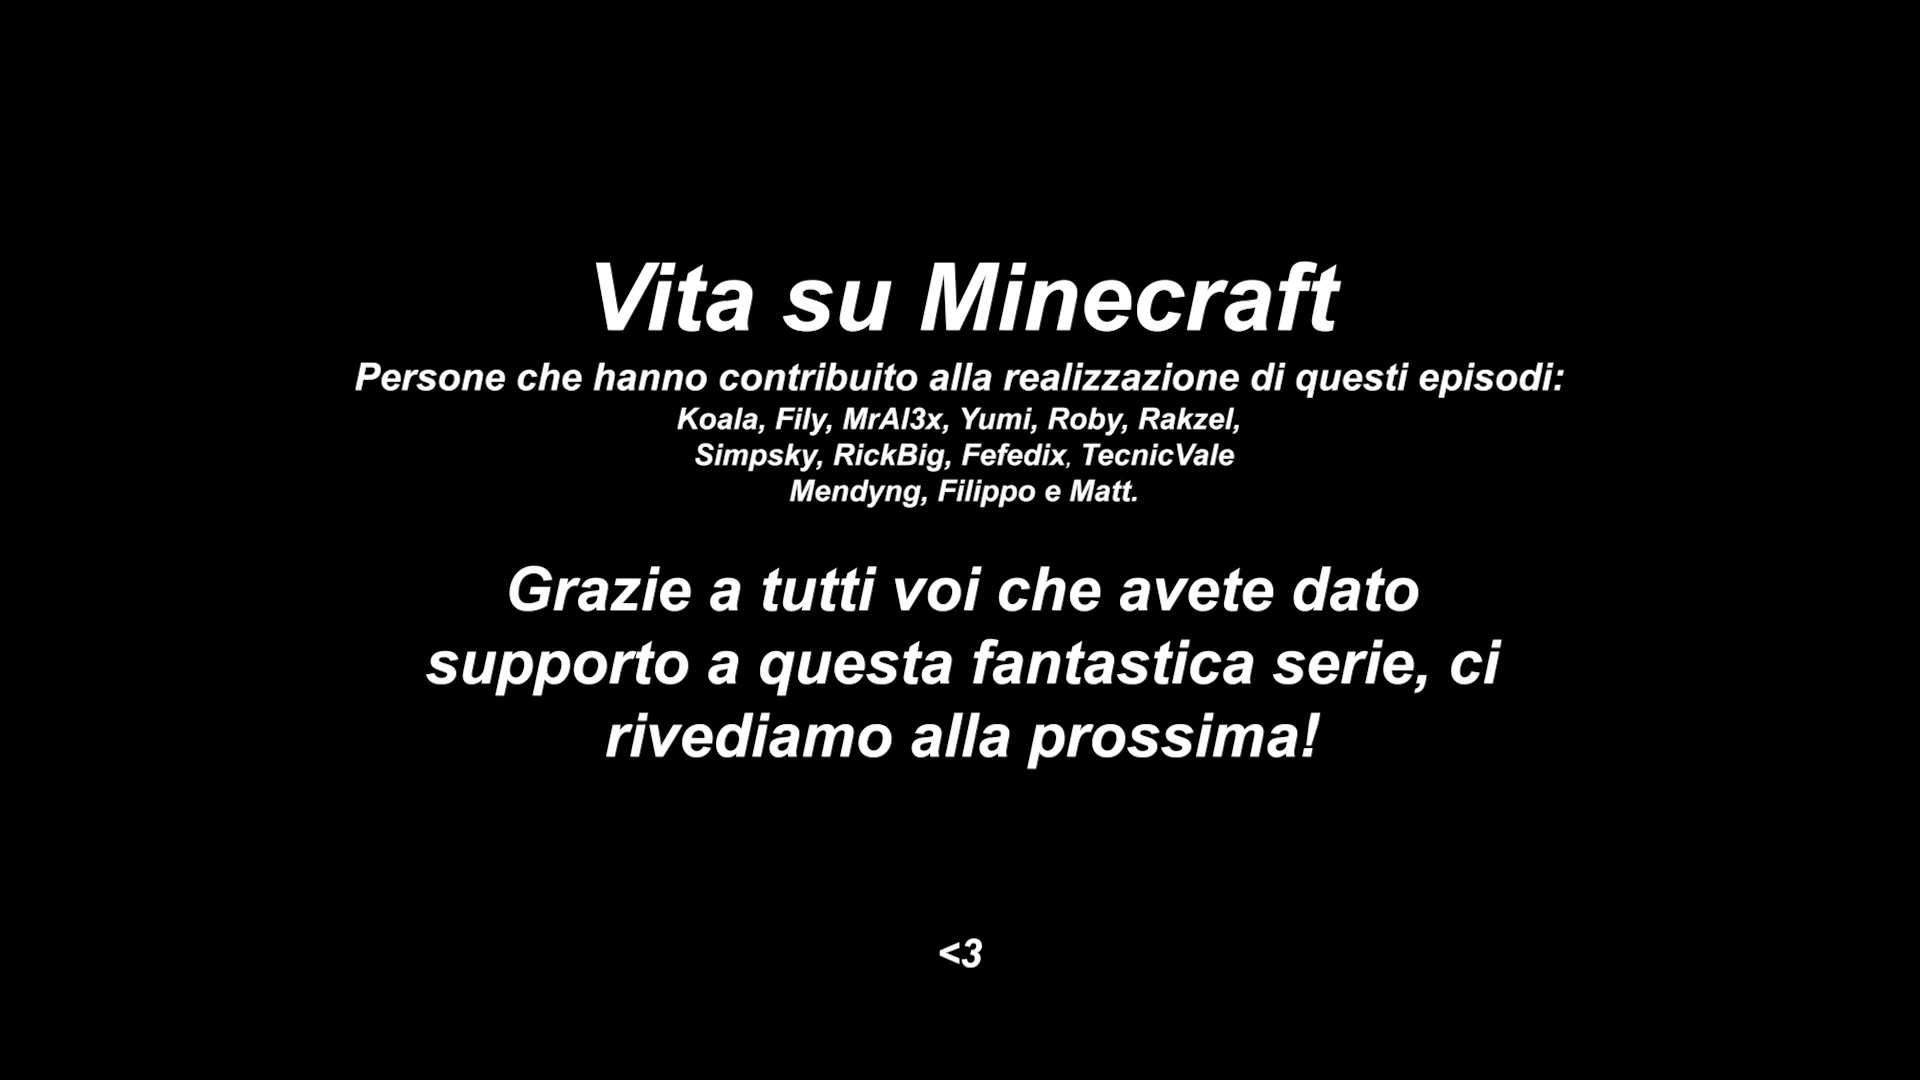 Vita su Minecraft
Persone che hanno contribuito alla realizzazione di questi episodi:
Koala, Fily, MrAl3x, Yumi, Roby, Rakzel,
Simpsky, RickBig, Fefedix, TecnicVale
Mendyng, Filippo e Matt.
Grazie a tutti voi che avete dato
supporto a questa fantastica serie, ci
rivediamo alla prossima!
<3